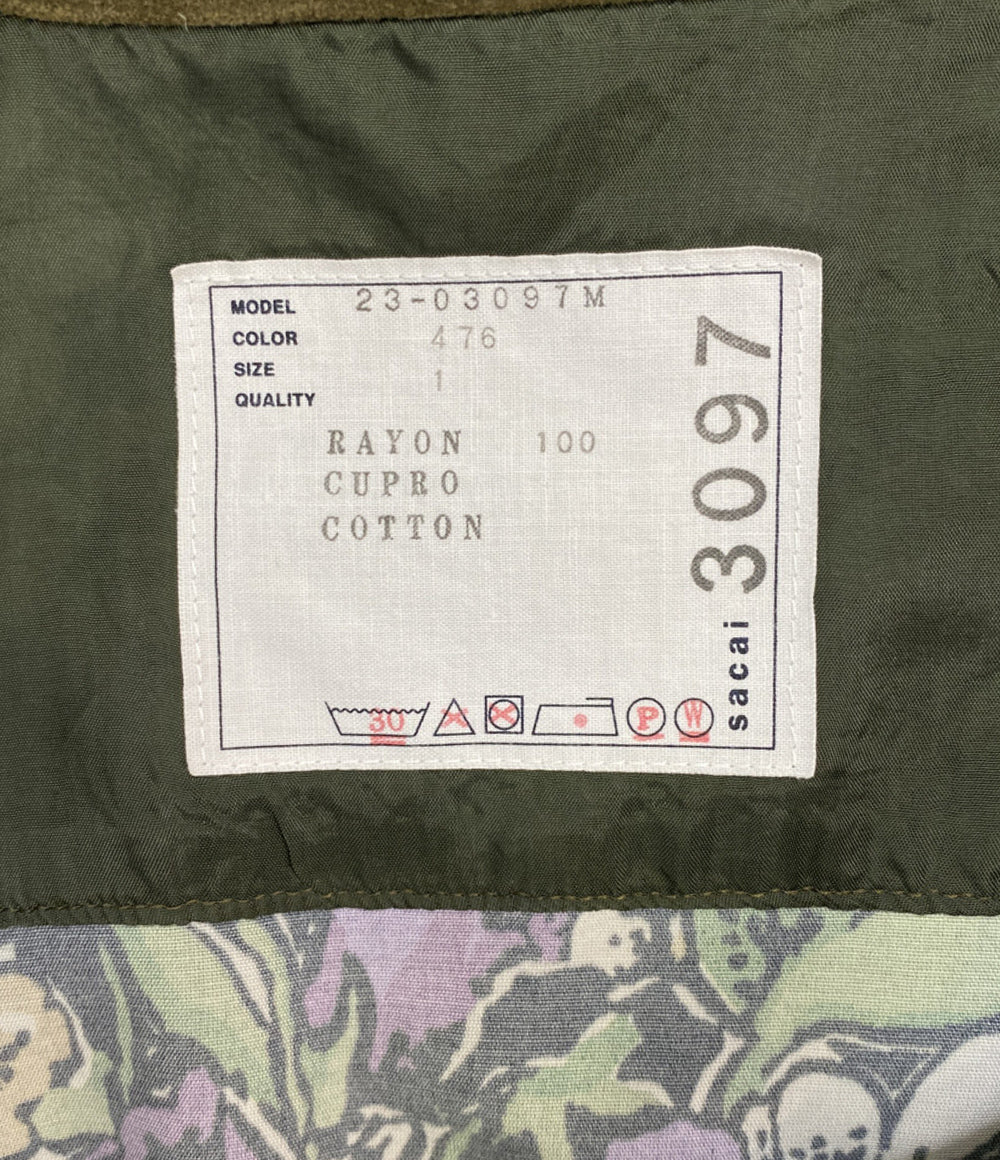 MODEL 23-03097M
COLOR 476
SIZE 1
QUALITY
RAYON 100
CUPRO
COTTON
30 P W
sacai 3097